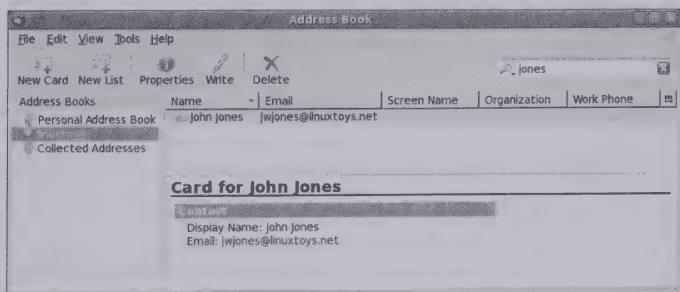 Address Book
File Edit View Tools Help
New Card New List Properties Write Delete
jones
Address Books
Name Email Screen Name Organization Work Phone
Personal Address Book
John Jones jwjones@linuxtoys.net
Collected Addresses
Card for John Jones
Contact
Display Name: John Jones
Email: jwjones@linuxtoys.net